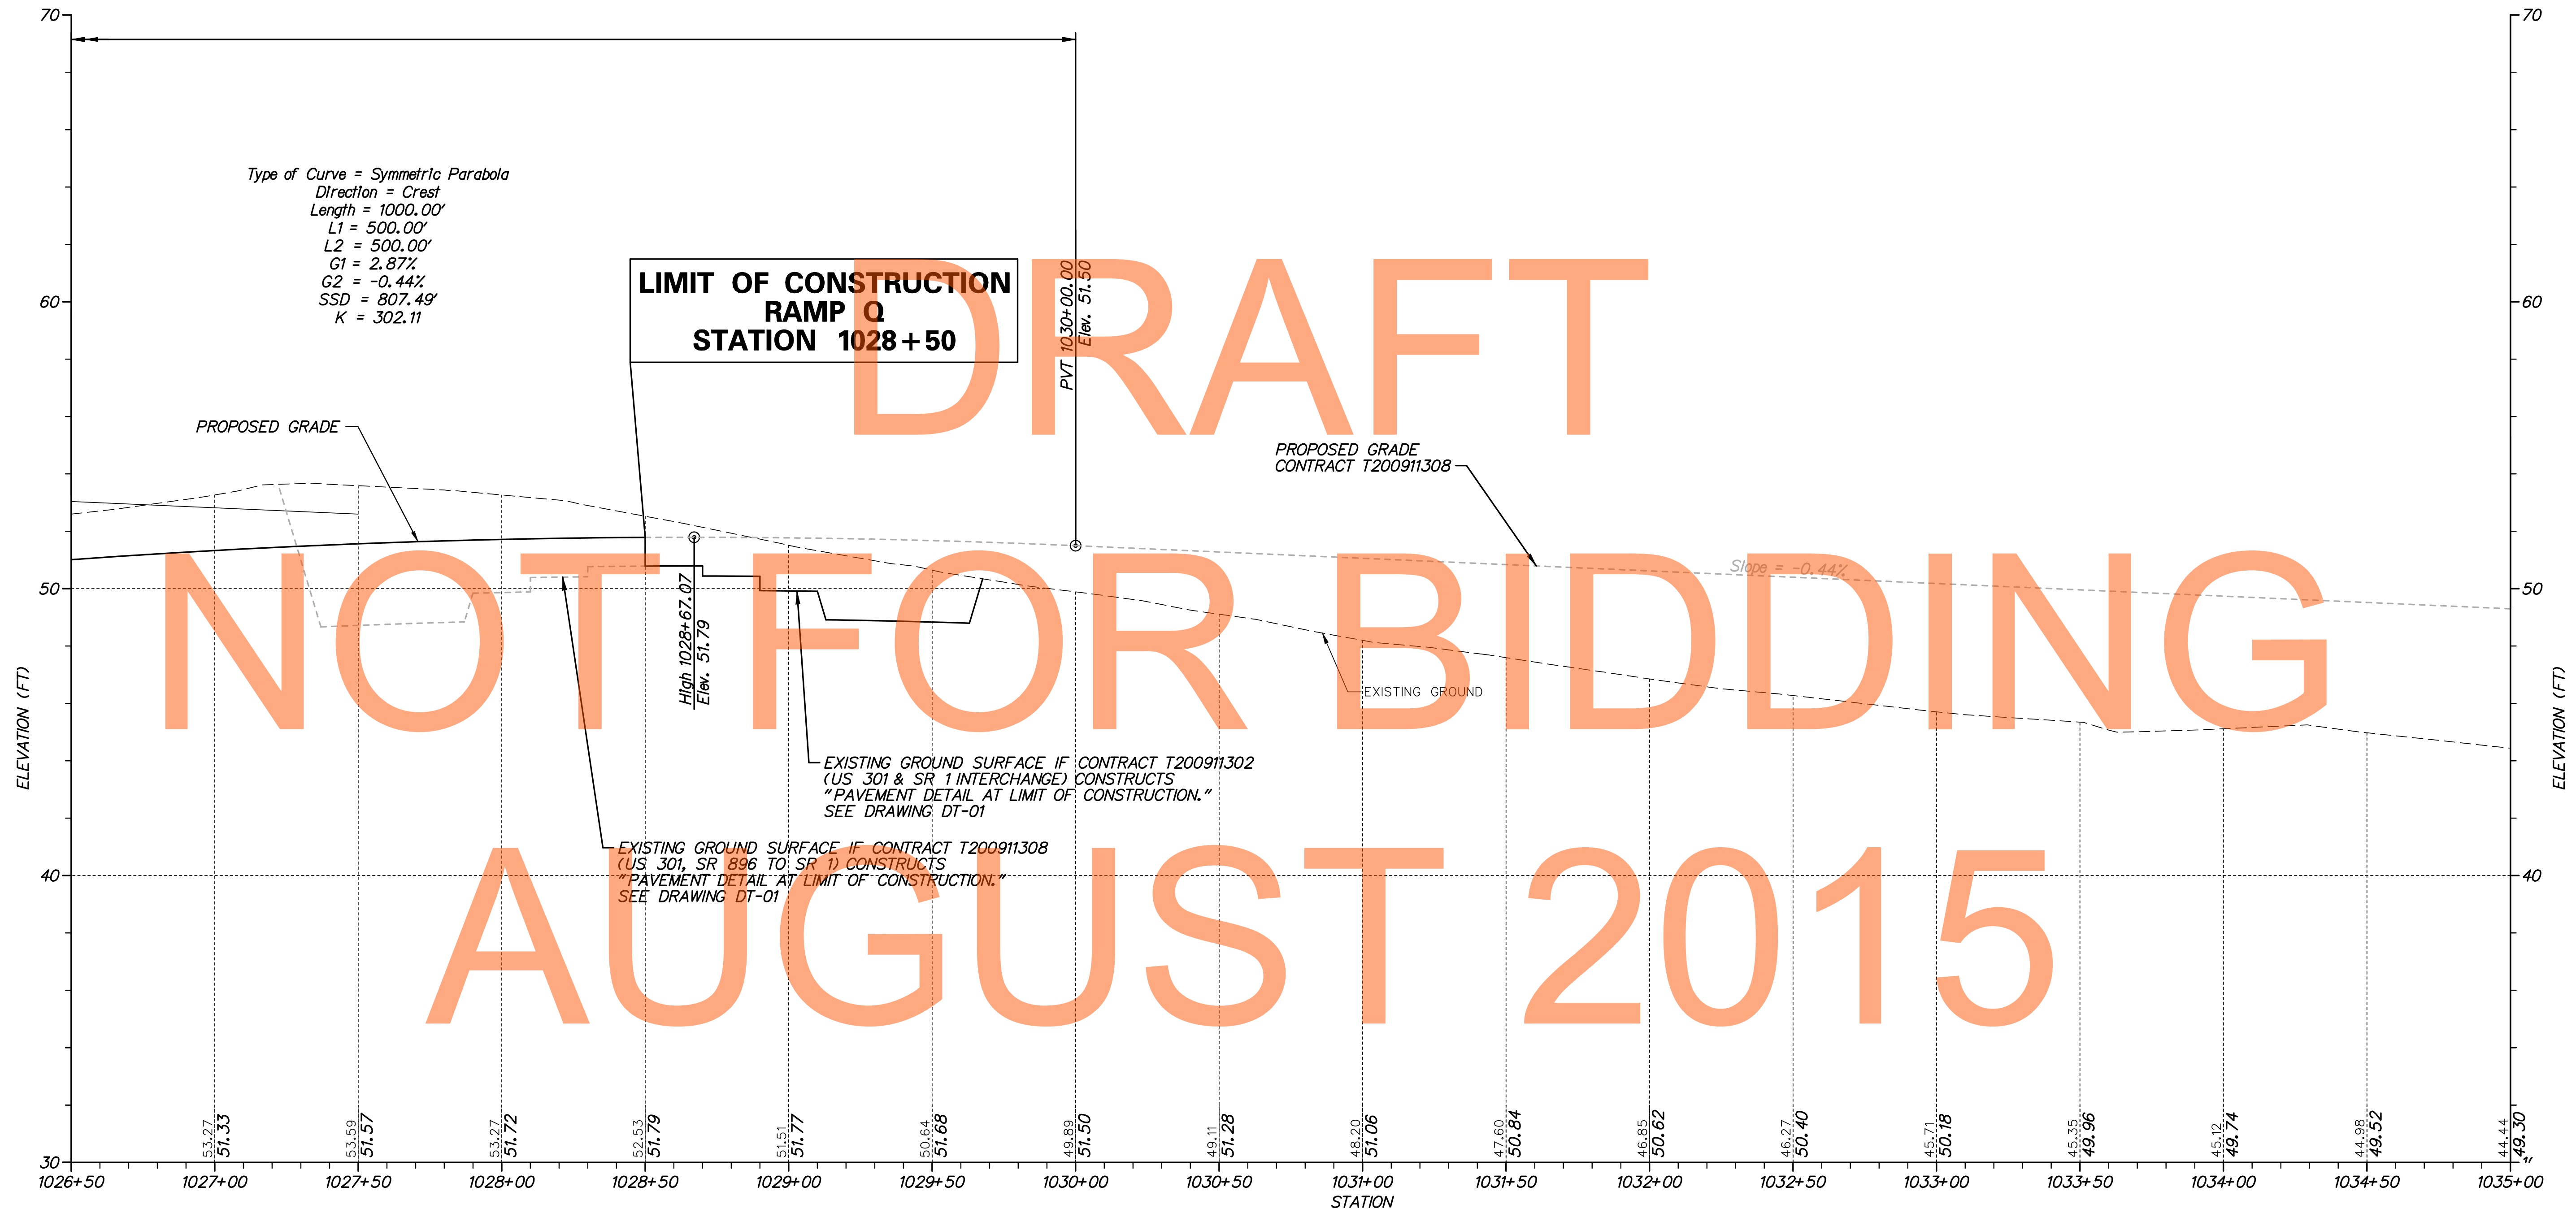 70
70
Type of Curve = Symmetric Parabola
Direction = Crest
Length = 1000.00'
L1 = 500.00'
L2 = 500.00'
G1 = 2.87%
G2 = -0.44%
SSD = 807.49'
K = 302.11
LIMIT OF CONSTRUCTION
RAMP Q
STATION 1028+50
PVT 1030+00.00
Elev. 51.50
DRAFT
60
60
PROPOSED GRADE
PROPOSED GRADE
CONTRACT T200911308
Slope = -0.44%
50
50
High 1028+67.07
Elev. 51.79
NOT FOR BIDDING
EXISTING GROUND
ELEVATION (FT)
ELEVATION (FT)
EXISTING GROUND SURFACE IF CONTRACT T200911302
(US 301 & SR 1 INTERCHANGE) CONSTRUCTS
"PAVEMENT DETAIL AT LIMIT OF CONSTRUCTION."
SEE DRAWING DT-01
EXISTING GROUND SURFACE IF CONTRACT T200911308
(US 301, SR 896 TO SR 1) CONSTRUCTS
"PAVEMENT DETAIL AT LIMIT OF CONSTRUCTION."
SEE DRAWING DT-01
40
40
AUGUST 2015
53.27
51.33
53.59
51.57
53.27
51.72
52.53
51.79
51.51
51.77
50.64
51.68
49.89
51.50
49.11
51.28
48.20
51.06
47.60
50.84
46.85
50.62
46.27
50.40
45.71
50.18
45.35
49.96
45.12
49.74
44.98
49.52
44.44
49.30
30
1026+50 1027+00 1027+50 1028+00 1028+50 1029+00 1029+50 1030+00 1030+50 1031+00 1031+50 1032+00 1032+50 1033+00 1033+50 1034+00 1034+50 1035+00
STATION